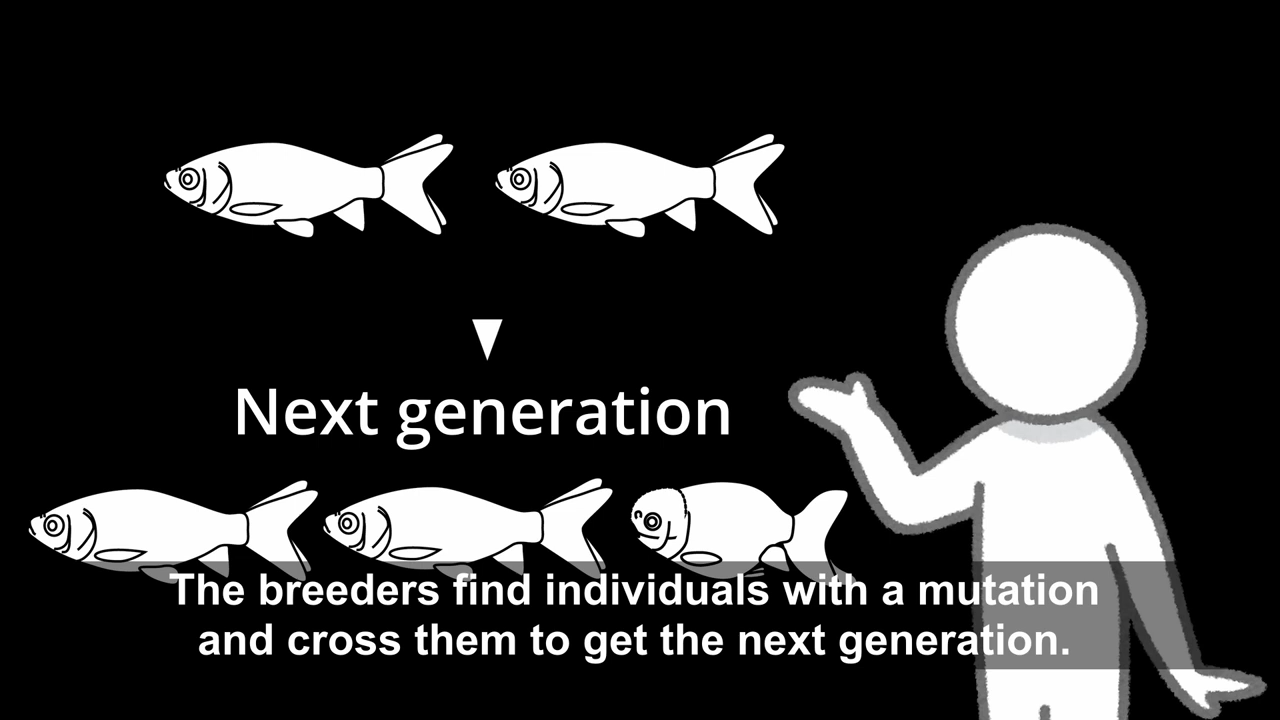 Next generation
The breeders find individuals with a mutation
and cross them to get the next generation.